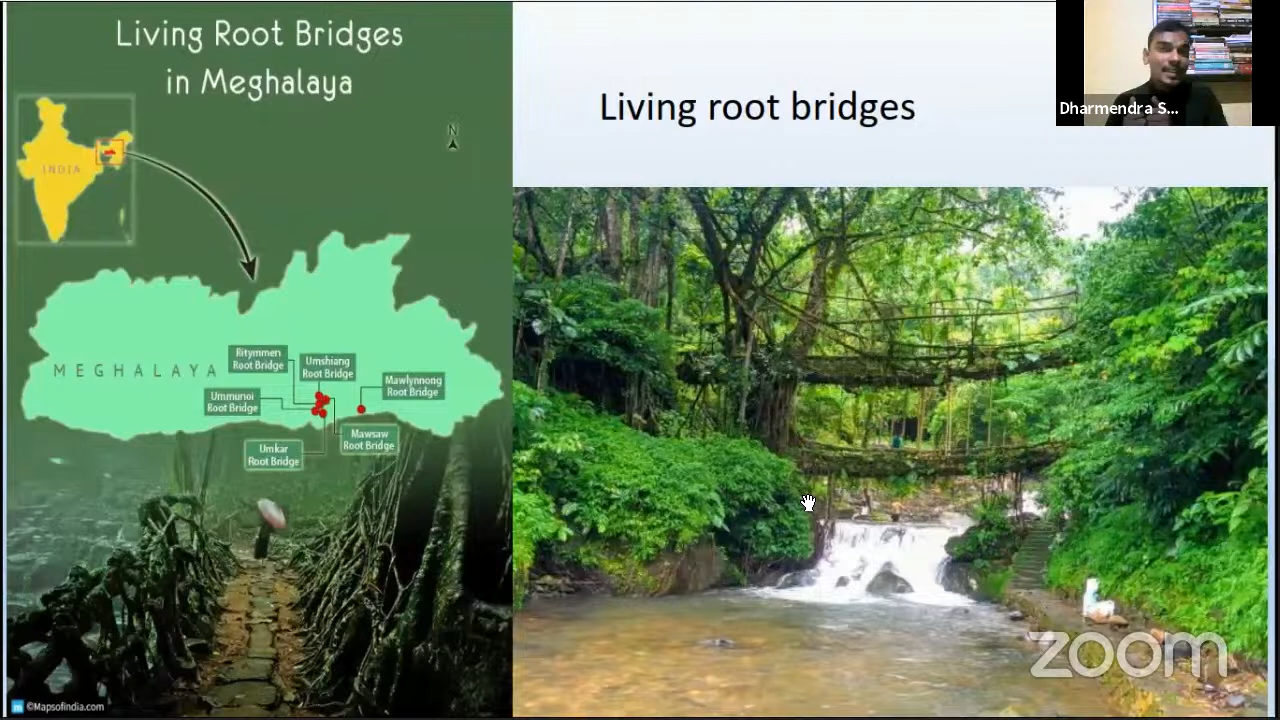 Living Root Bridges
in Meghalaya
N
INDIA
MEGHALAYA
Ritymmen
Root Bridge
Umshiang
Root Bridge
Mawlynnong
Root Bridge
Ummunoi
Root Bridge
Mawsaw
Root Bridge
Umkar
Root Bridge
©Mapsofindia.com
Living root bridges
Dharmendra S...
zoom